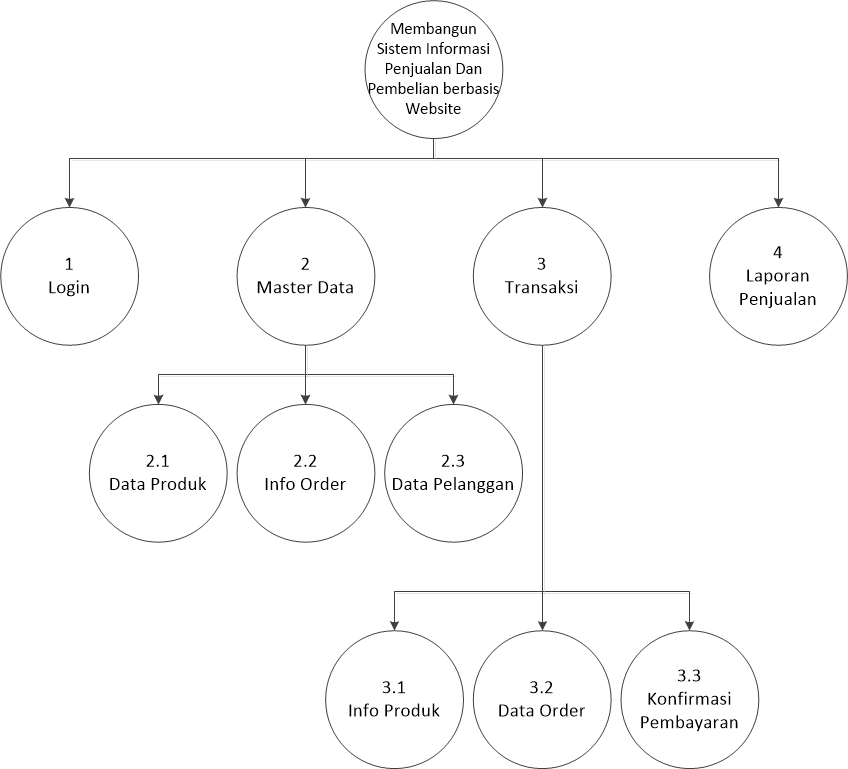 Membangun
Sistem Informasi
Penjualan Dan
Pembelian berbasis
Website
1
Login
2
Master Data
3
Transaksi
4
Laporan
Penjualan
2.1
Data Produk
2.2
Info Order
2.3
Data Pelanggan
3.1
Info Produk
3.2
Data Order
3.3
Konfirmasi
Pembayaran